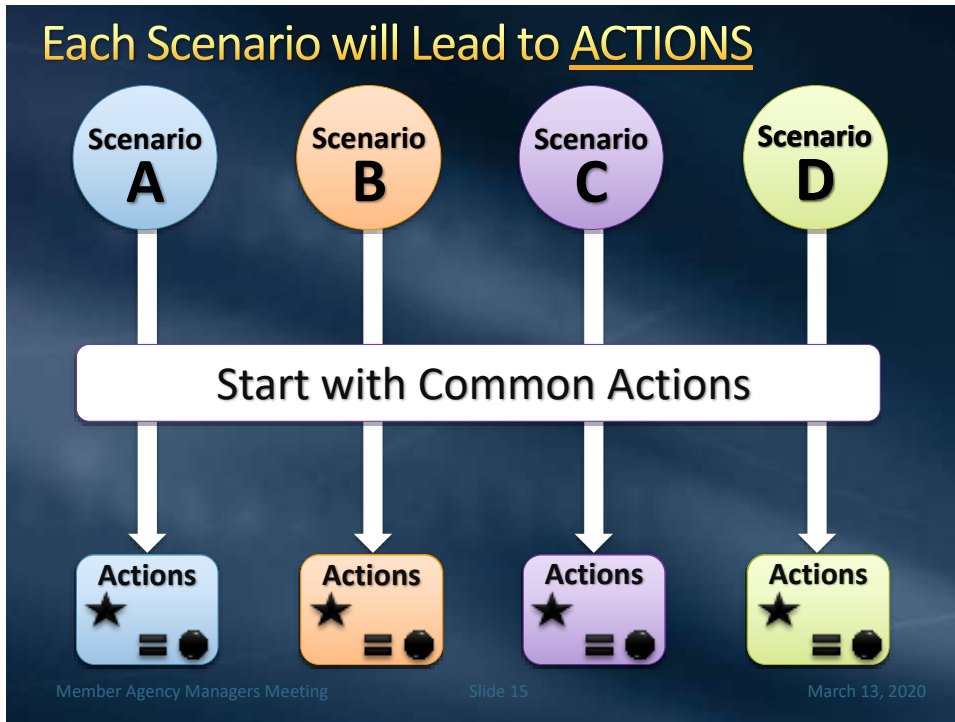 Each Scenario will Lead to ACTIONS
Scenario
A
Scenario
B
Scenario
C
Scenario
D
Start with Common Actions
Actions
Actions
Actions
Actions
Member Agency Managers Meeting
Slide 15
March 13, 2020